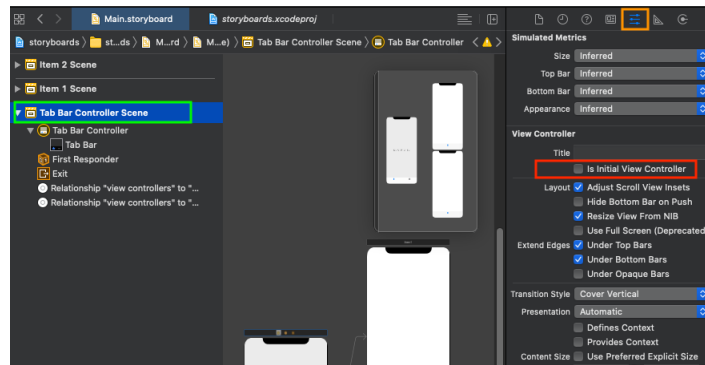 Main.storyboard
storyboards.xcodeproj
storyboards
st...ds
M...rd
M...e)
Tab Bar Controller Scene
Tab Bar Controller
Item 2 Scene
Item 1 Scene
Tab Bar Controller Scene
Tab Bar Controller
Tab Bar
First Responder
Exit
Relationship "view controllers" to "...
Relationship "view controllers" to "...
Simulated Metrics
Size Inferred
Top Bar Inferred
Bottom Bar Inferred
Appearance Inferred
View Controller
Title
Is Initial View Controller
Layout Adjust Scroll View Insets
Hide Bottom Bar on Push
Resize View From NIB
Use Full Screen (Deprecated
Extend Edges Under Top Bars
Under Bottom Bars
Under Opaque Bars
Transition Style Cover Vertical
Presentation Automatic
Defines Context
Provides Context
Content Size Use Preferred Explicit Size